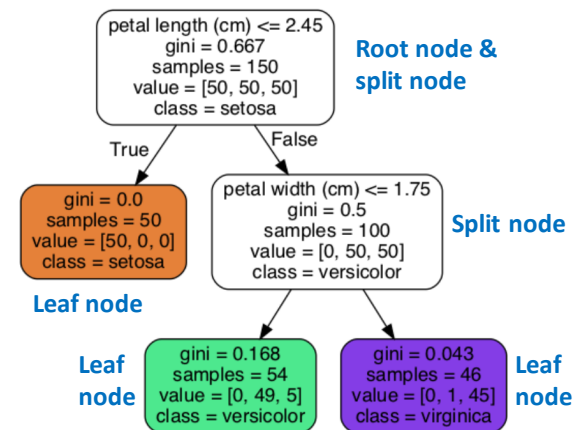 petal length (cm) <= 2.45
gini = 0.667
samples = 150
value = [50, 50, 50]
class = setosa
Root node &
split node
True
False
gini = 0.0
samples = 50
value = [50, 0, 0]
class = setosa
Leaf node
petal width (cm) <= 1.75
gini = 0.5
samples = 100
value = [0, 50, 50]
class = versicolor
Split node
Leaf
node
gini = 0.168
samples = 54
value = [0, 49, 5]
class = versicolor
gini = 0.043
samples = 46
value = [0, 1, 45]
class = virginica
Leaf
node